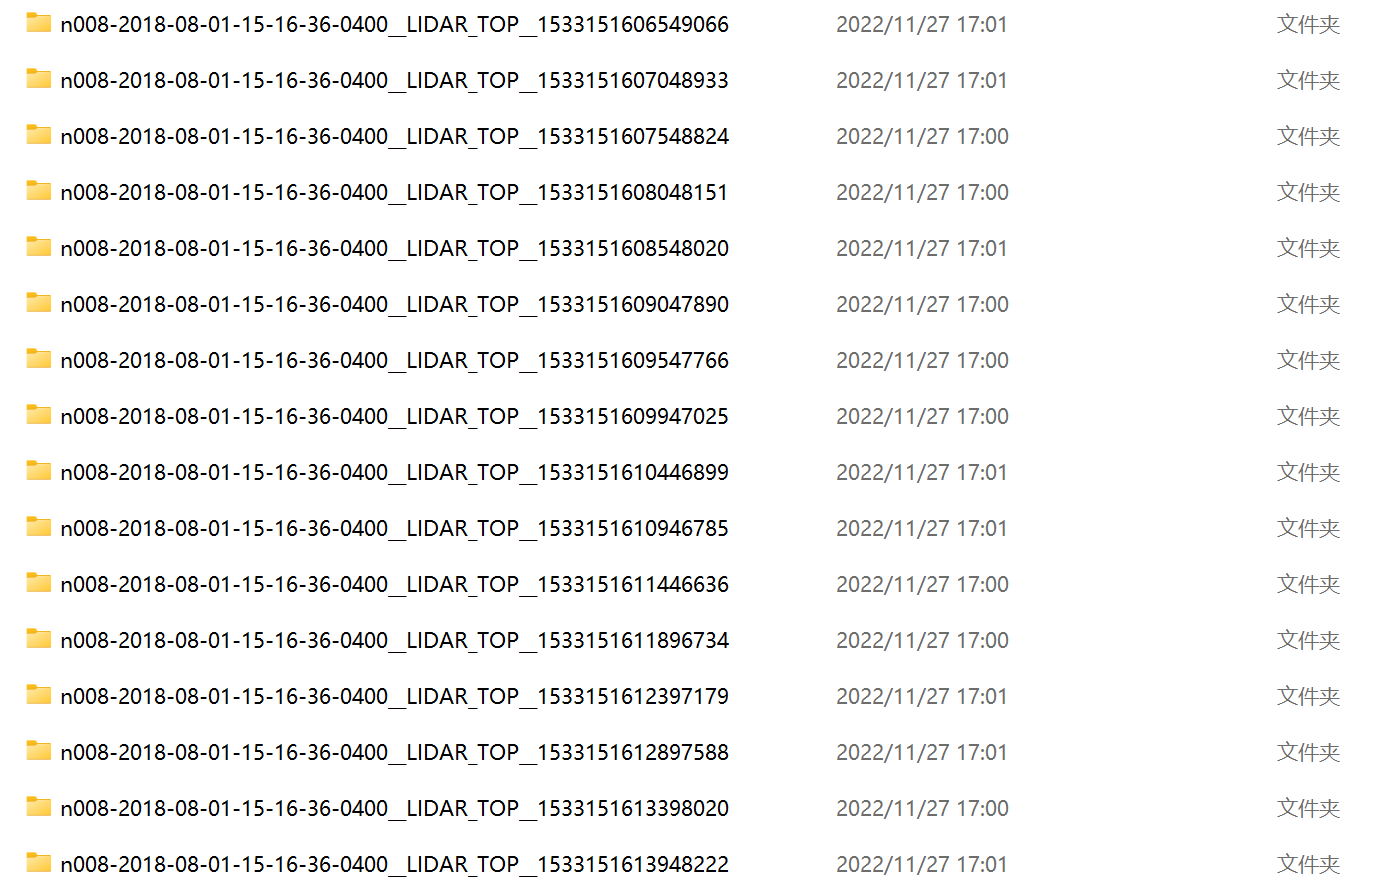 n008-2018-08-01-15-16-36-0400__LIDAR_TOP__1533151606549066 2022/11/27 17:01 文件夹
n008-2018-08-01-15-16-36-0400__LIDAR_TOP__1533151607048933 2022/11/27 17:01 文件夹
n008-2018-08-01-15-16-36-0400__LIDAR_TOP__1533151607548824 2022/11/27 17:00 文件夹
n008-2018-08-01-15-16-36-0400__LIDAR_TOP__1533151608048151 2022/11/27 17:00 文件夹
n008-2018-08-01-15-16-36-0400__LIDAR_TOP__1533151608548020 2022/11/27 17:01 文件夹
n008-2018-08-01-15-16-36-0400__LIDAR_TOP__1533151609047890 2022/11/27 17:00 文件夹
n008-2018-08-01-15-16-36-0400__LIDAR_TOP__1533151609547766 2022/11/27 17:00 文件夹
n008-2018-08-01-15-16-36-0400__LIDAR_TOP__1533151609947025 2022/11/27 17:00 文件夹
n008-2018-08-01-15-16-36-0400__LIDAR_TOP__1533151610446899 2022/11/27 17:01 文件夹
n008-2018-08-01-15-16-36-0400__LIDAR_TOP__1533151610946785 2022/11/27 17:01 文件夹
n008-2018-08-01-15-16-36-0400__LIDAR_TOP__1533151611446636 2022/11/27 17:00 文件夹
n008-2018-08-01-15-16-36-0400__LIDAR_TOP__1533151611896734 2022/11/27 17:00 文件夹
n008-2018-08-01-15-16-36-0400__LIDAR_TOP__1533151612397179 2022/11/27 17:01 文件夹
n008-2018-08-01-15-16-36-0400__LIDAR_TOP__1533151612897588 2022/11/27 17:01 文件夹
n008-2018-08-01-15-16-36-0400__LIDAR_TOP__1533151613398020 2022/11/27 17:00 文件夹
n008-2018-08-01-15-16-36-0400__LIDAR_TOP__1533151613948222 2022/11/27 17:01 文件夹